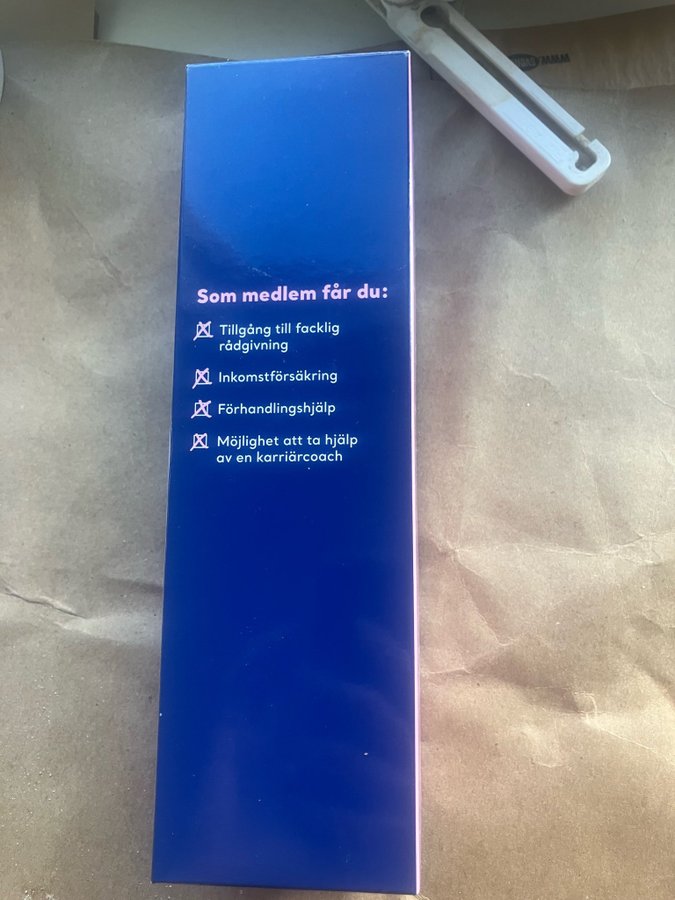 Som medlem får du:
Tillgång till facklig
rådgivning
Inkomstförsäkring
Förhandlingshjälp
Möjlighet att ta hjälp
av en karriärcoach